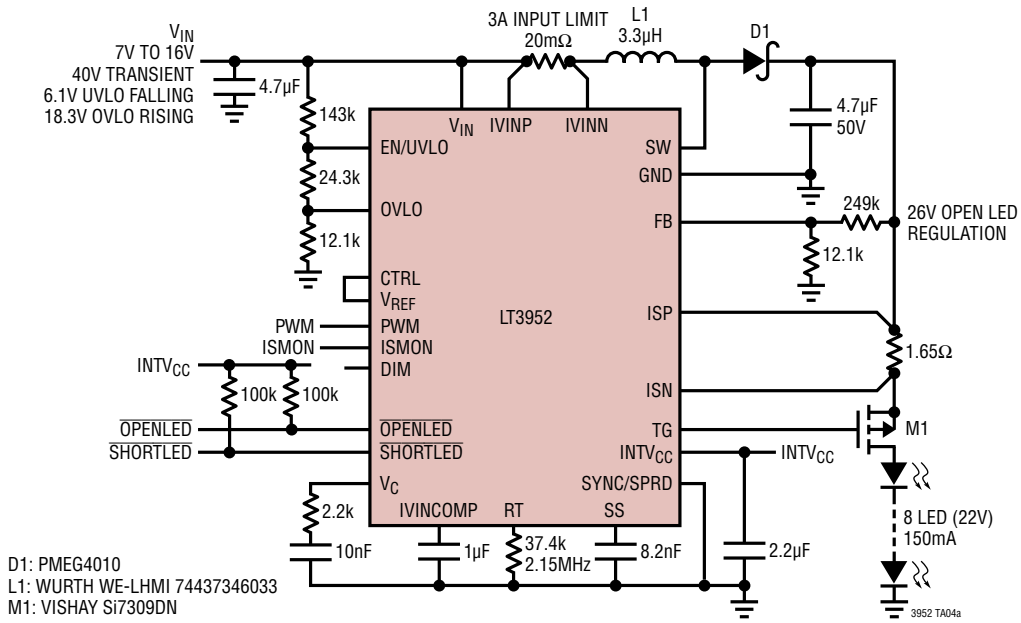 3A INPUT LIMIT
20mΩ
L1
3.3µH
D1
VIN
7V TO 16V
40V TRANSIENT
6.1V UVLO FALLING
18.3V OVLO RISING
4.7µF
143k
24.3k
12.1k
VIN
IVINP
IVINN
EN/UVLO
OVLO
CTRL
VREF
PWM
ISMON
DIM
OPENLED
SHORTLED
VC
IVINCOMP
RT
SS
LT3952
SW
GND
FB
ISP
ISN
TG
INTVCC
SYNC/SPRD
4.7µF
50V
249k
12.1k
26V OPEN LED
REGULATION
1.65Ω
M1
PWM
ISMON
INTVCC
100k
100k
OPENLED
SHORTLED
INTVCC
2.2k
10nF
1µF
37.4k
2.15MHz
8.2nF
2.2µF
8 LED (22V)
150mA
D1: PMEG4010
L1: WURTH WE-LHMI 74437346033
M1: VISHAY Si7309DN
3952 TA04a